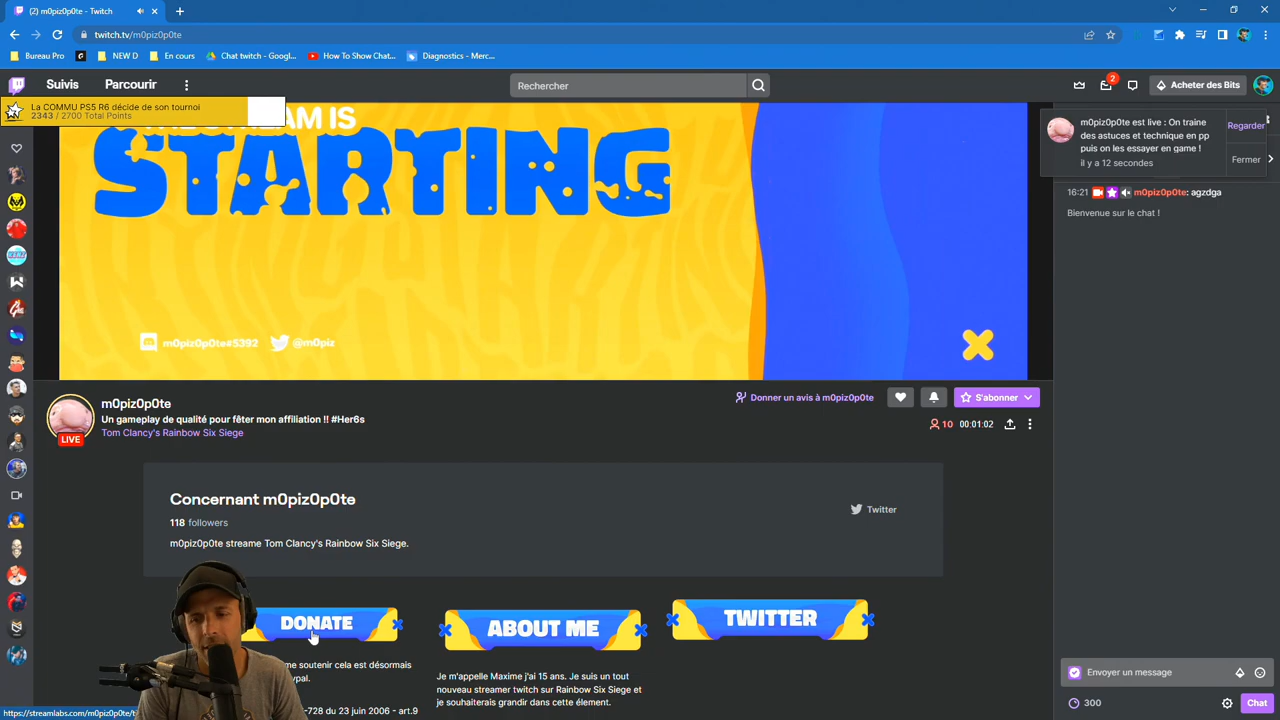 (2) m0piz0p0te - Twitch
twitch.tv/m0piz0p0te
Bureau Pro
NEW D
En cours
Chat twitch - Googl...
How To Show Chat...
Diagnostics - Merc...
Suivis
Parcourir
Rechercher
2
Acheter des Bits
La COMMU PS5 R6 décide de son tournoi
2343 / 2700 Total Points
STREAM IS
STARTING
m0piz0p0te#5392
@m0piz
m0piz0p0te est live : On traine
des astuces et technique en pp
puis on les essayer en game !
il y a 12 secondes
Regarder
Fermer
16:21 m0piz0p0te: agzdga
Bienvenue sur le chat !
m0piz0p0te
Un gameplay de qualité pour fêter mon affiliation !! #Her6s
Tom Clancy's Rainbow Six Siege
LIVE
Donner un avis à m0piz0p0te
S'abonner
10
00:01:02
Concernant m0piz0p0te
118 followers
m0piz0p0te streame Tom Clancy's Rainbow Six Siege.
Twitter
DONATE
ABOUT ME
TWITTER
me soutenir cela est désormais
ypal.
-728 du 23 juin 2006 - art.9
Je m'appelle Maxime j'ai 15 ans. Je suis un tout
nouveau streamer twitch sur Rainbow Six Siege et
je souhaiterais grandir dans cette élement.
Envoyer un message
300
Chat
https://streamlabs.com/m0piz0p0te/